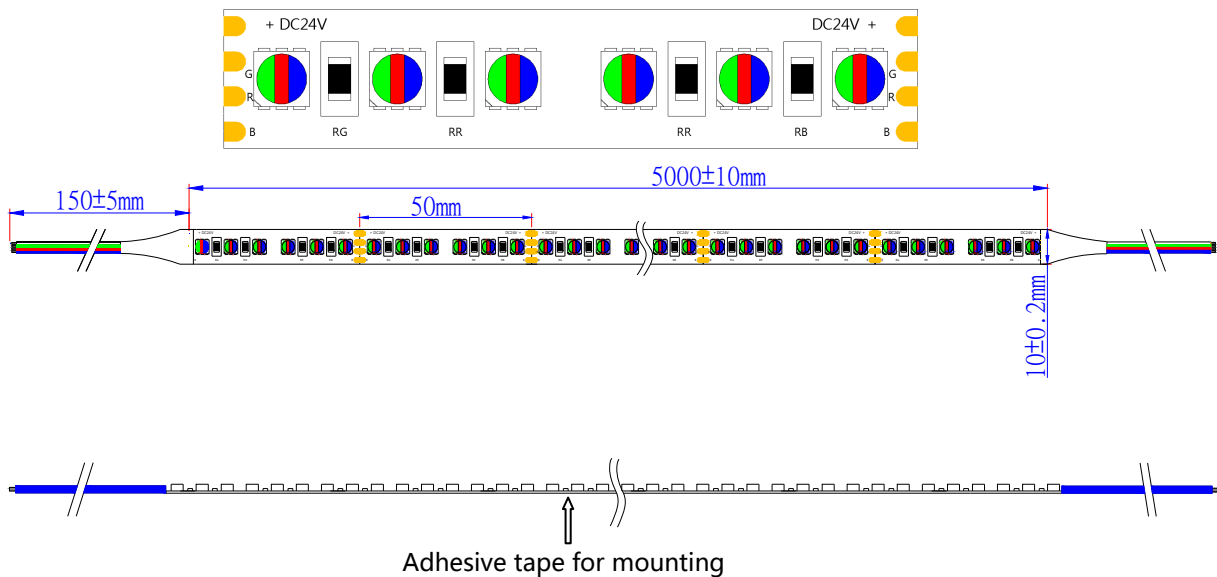 + DC24V DC24V +
G G
R R
B RG RR RR RB B
5000±10mm
150±5mm
50mm
10±0.2mm
Adhesive tape for mounting